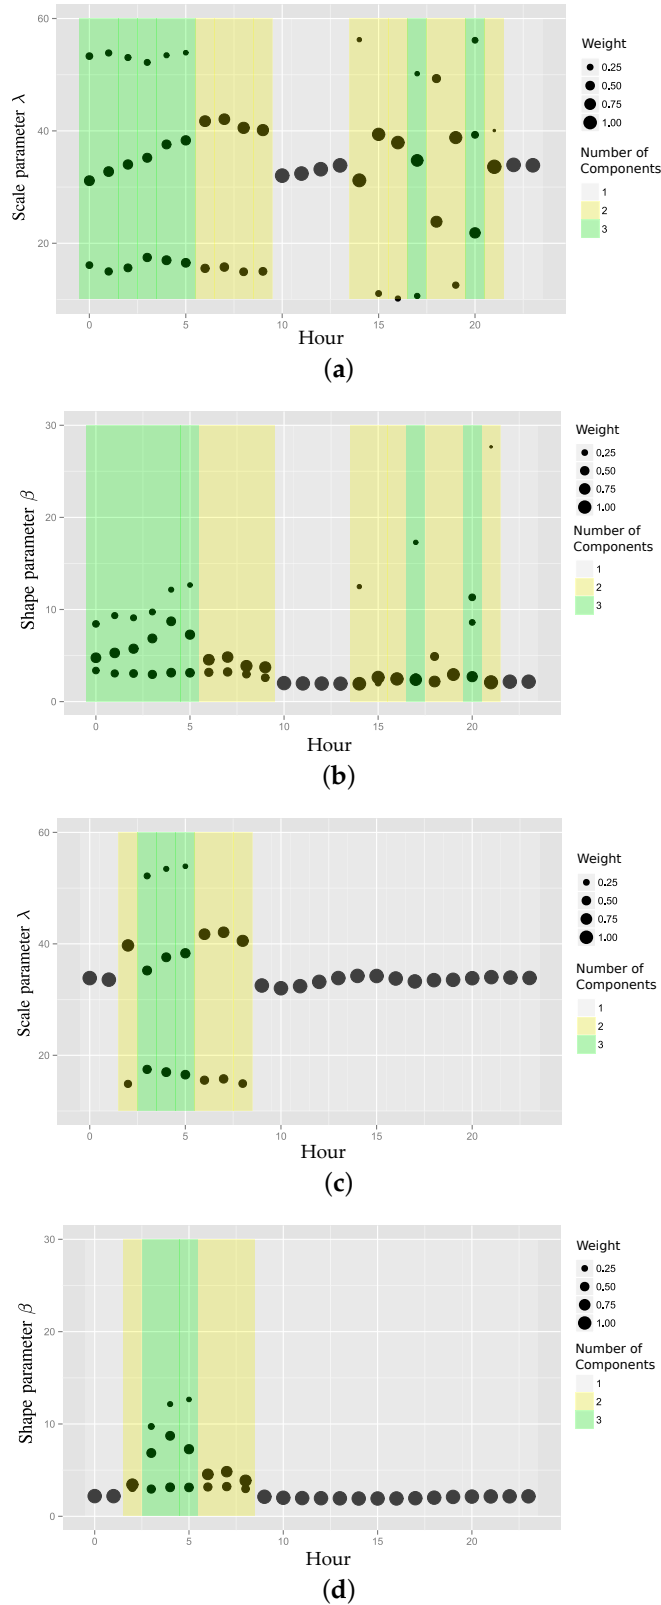 60
40
20
Scale parameter λ
0
5
10
15
20
Hour
Weight
0.25
0.50
0.75
1.00
Number of
Components
1
2
3
(a)
30
20
10
0
Shape parameter β
0
5
10
15
20
Hour
Weight
0.25
0.50
0.75
1.00
Number of
Components
1
2
3
(b)
60
40
20
Scale parameter λ
0
5
10
15
20
Hour
Weight
0.25
0.50
0.75
1.00
Number of
Components
1
2
3
(c)
30
20
10
0
Shape parameter β
0
5
10
15
20
Hour
Weight
0.25
0.50
0.75
1.00
Number of
Components
1
2
3
(d)